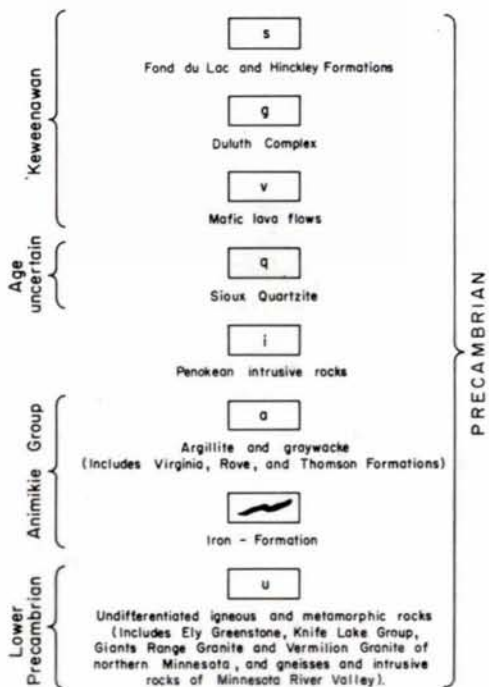 Keweenawan
s
Fond du Lac and Hinckley Formations
g
Duluth Complex
v
Mafic lava flows
Age
uncertain
q
Sioux Quartzite
i
Penokean intrusive rocks
Animikie Group
a
Argillite and graywacke
(Includes Virginia, Rove, and Thomson Formations)
Iron - Formation
Lower
Precambrian
u
Undifferentiated igneous and metamorphic rocks
(Includes Ely Greenstone, Knife Lake Group,
Giants Range Granite and Vermilion Granite of
northern Minnesota, and gneisses and intrusive
rocks of Minnesota River Valley).
PRECAMBRIAN